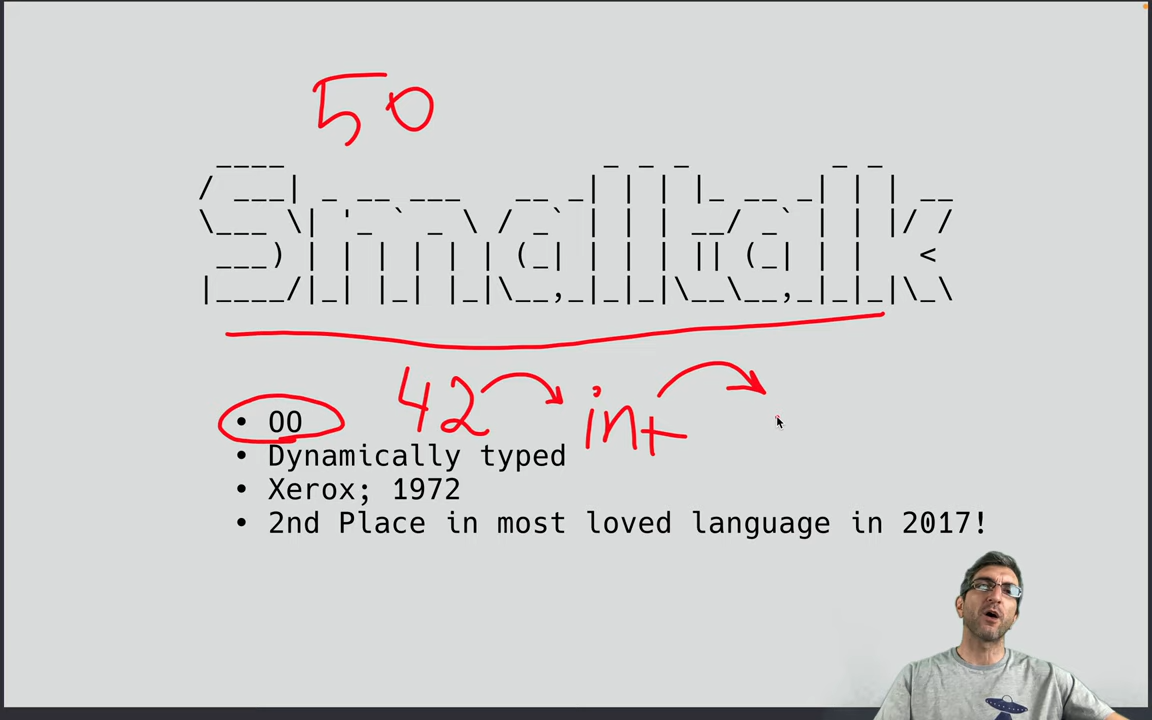 50
Smalltalk
42 int
• OO
• Dynamically typed
• Xerox; 1972
• 2nd Place in most loved language in 2017!